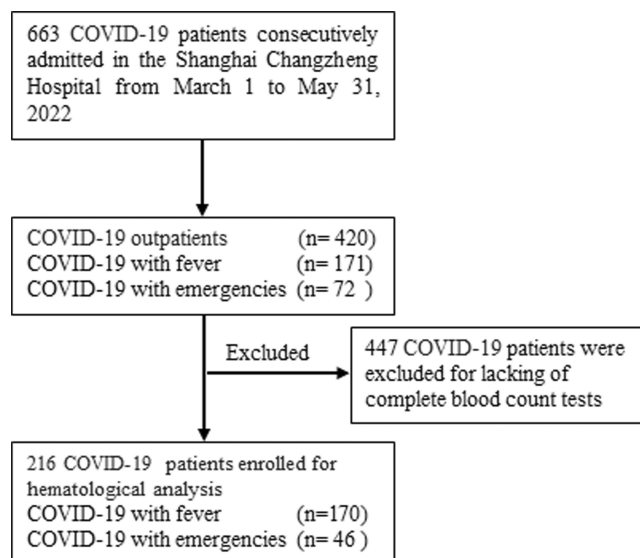 663 COVID-19 patients consecutively
admitted in the Shanghai Changzheng
Hospital from March 1 to May 31,
2022
COVID-19 outpatients (n= 420)
COVID-19 with fever (n= 171)
COVID-19 with emergencies (n= 72 )
Excluded
447 COVID-19 patients were
excluded for lacking of
complete blood count tests
216 COVID-19 patients enrolled for
hematological analysis
COVID-19 with fever (n=170)
COVID-19 with emergencies (n= 46 )